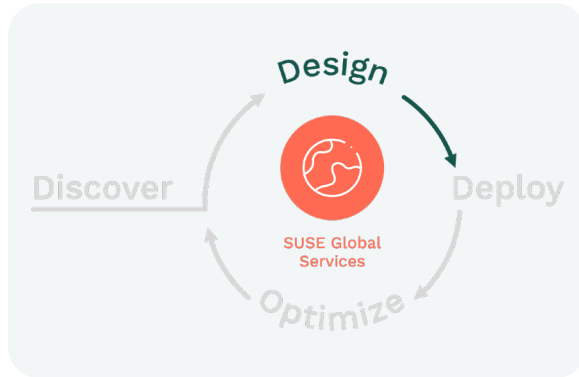 Design
Discover
Deploy
SUSE Global
Services
Optimize